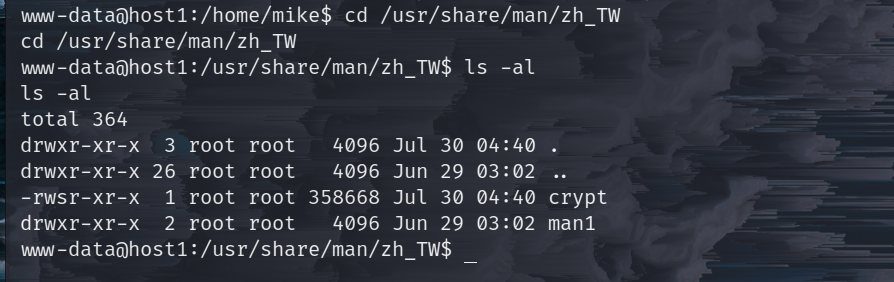 www-data@host1:/home/mike$ cd /usr/share/man/zh_TW
cd /usr/share/man/zh_TW
www-data@host1:/usr/share/man/zh_TW$ ls -al
ls -al
total 364
drwxr-xr-x  3 root root   4096 Jul 30 04:40 .
drwxr-xr-x 26 root root   4096 Jun 29 03:02 ..
-rwsr-xr-x  1 root root 358668 Jul 30 04:40 crypt
drwxr-xr-x  2 root root   4096 Jun 29 03:02 man1
www-data@host1:/usr/share/man/zh_TW$ _